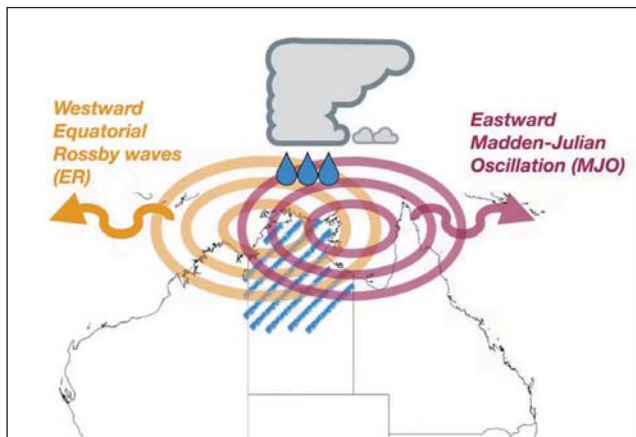 Westward
Equatorial
Rossby waves
(ER)
Eastward
Madden-Julian
Oscillation (MJO)